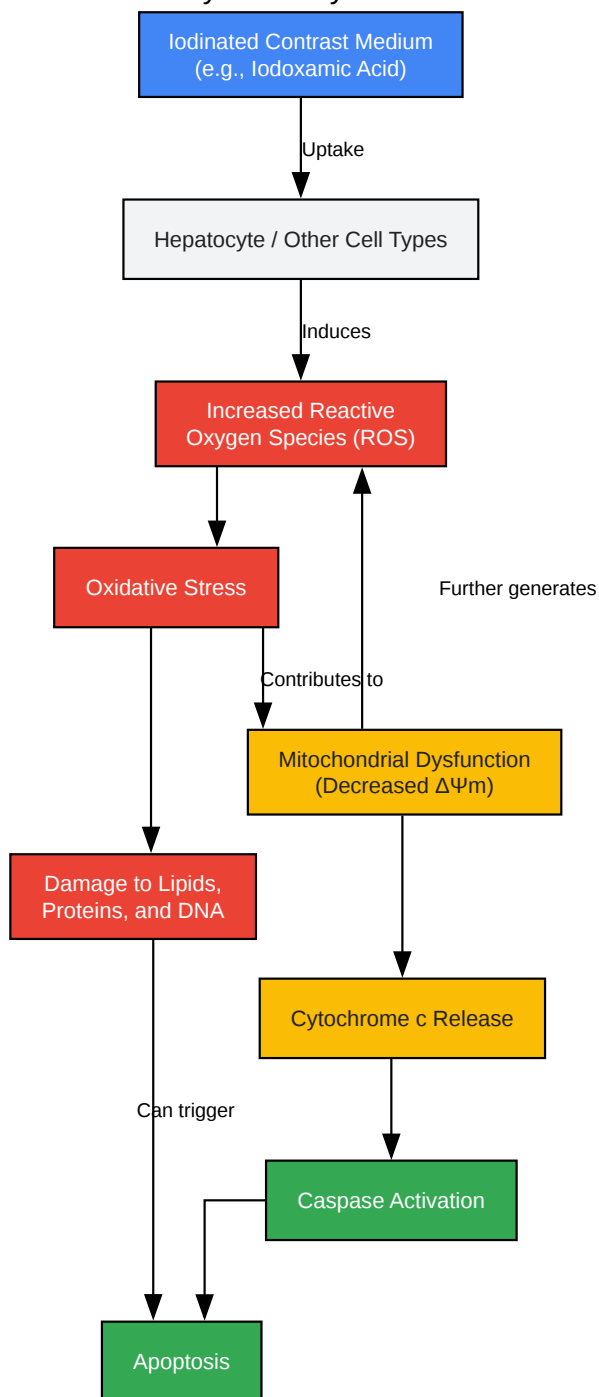 Iodinated Contrast Medium
(e.g., Iodoxamic Acid)
Uptake
Hepatocyte / Other Cell Types
Induces
Increased Reactive
Oxygen Species (ROS)
Oxidative Stress
Further generates
Contributes to
Mitochondrial Dysfunction
(Decreased ΔΨm)
Damage to Lipids,
Proteins, and DNA
Cytochrome c Release
Can trigger
Caspase Activation
Apoptosis